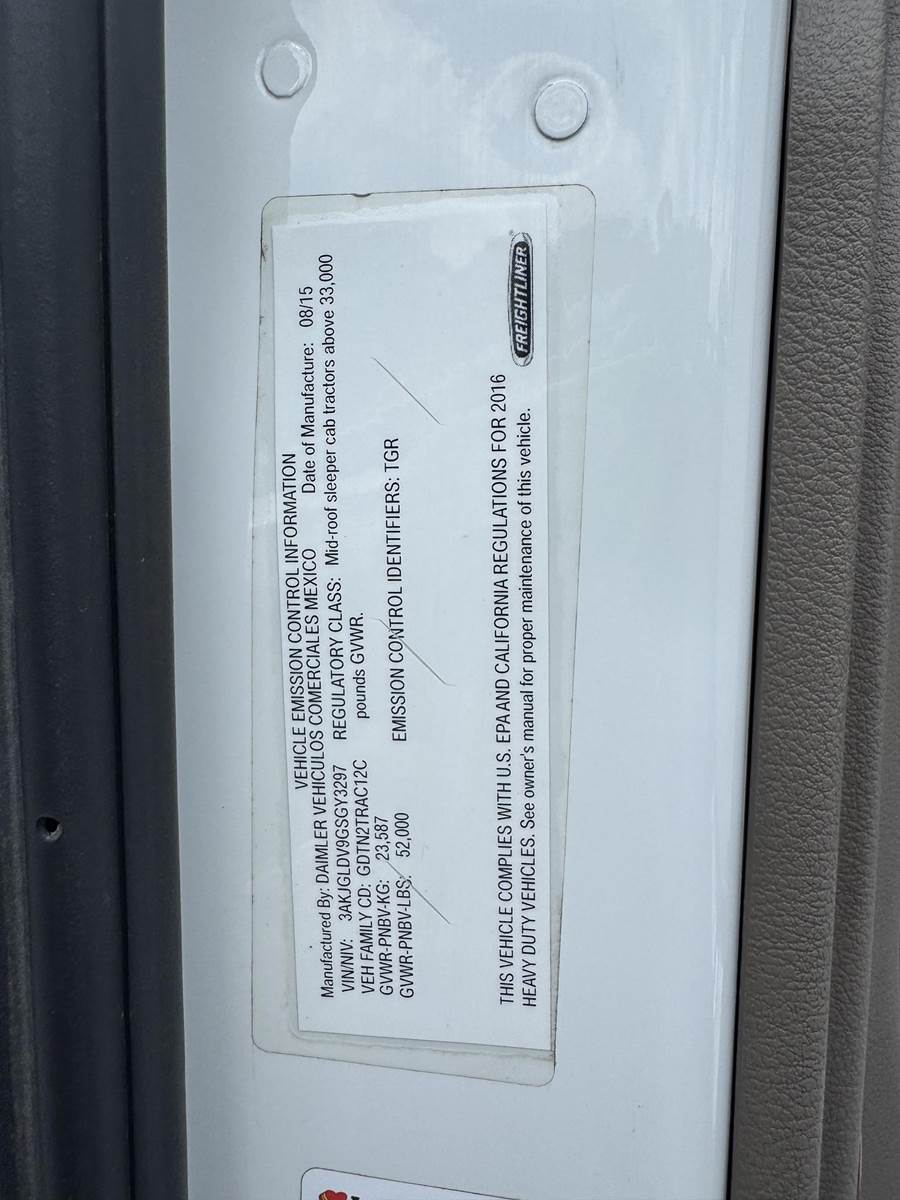 VEHICLE EMISSION CONTROL INFORMATION
Manufactured By: DAIMLER VEHICULOS COMERCIALES MEXICO Date of Manufacture: 08/15
VIN/NIV: 3AKJGLDV9GSGY3297 REGULATORY CLASS: Mid-roof sleeper cab tractors above 33,000
VEH FAMILY CD: GDTN2TRAC12C pounds GVWR.
GVWR-PNBV-KG: 23,587
GVWR-PNBV-LBS: 52,000 EMISSION CONTROL IDENTIFIERS: TGR
THIS VEHICLE COMPLIES WITH U.S. EPA AND CALIFORNIA REGULATIONS FOR 2016
HEAVY DUTY VEHICLES. See owner's manual for proper maintenance of this vehicle.
FREIGHTLINER®